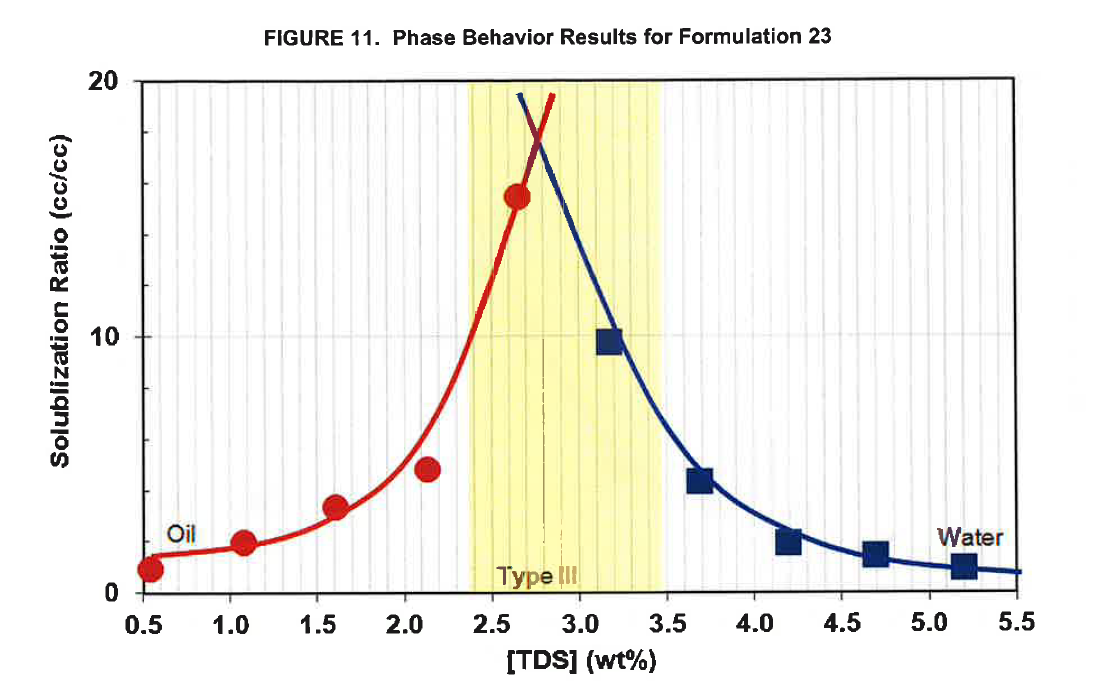 FIGURE 11.  Phase Behavior Results for Formulation 23
20
10
0
Solublization Ratio (cc/cc)
Oil
Water
Type III
0.5 1.0 1.5 2.0 2.5 3.0 3.5 4.0 4.5 5.0 5.5
[TDS] (wt%)